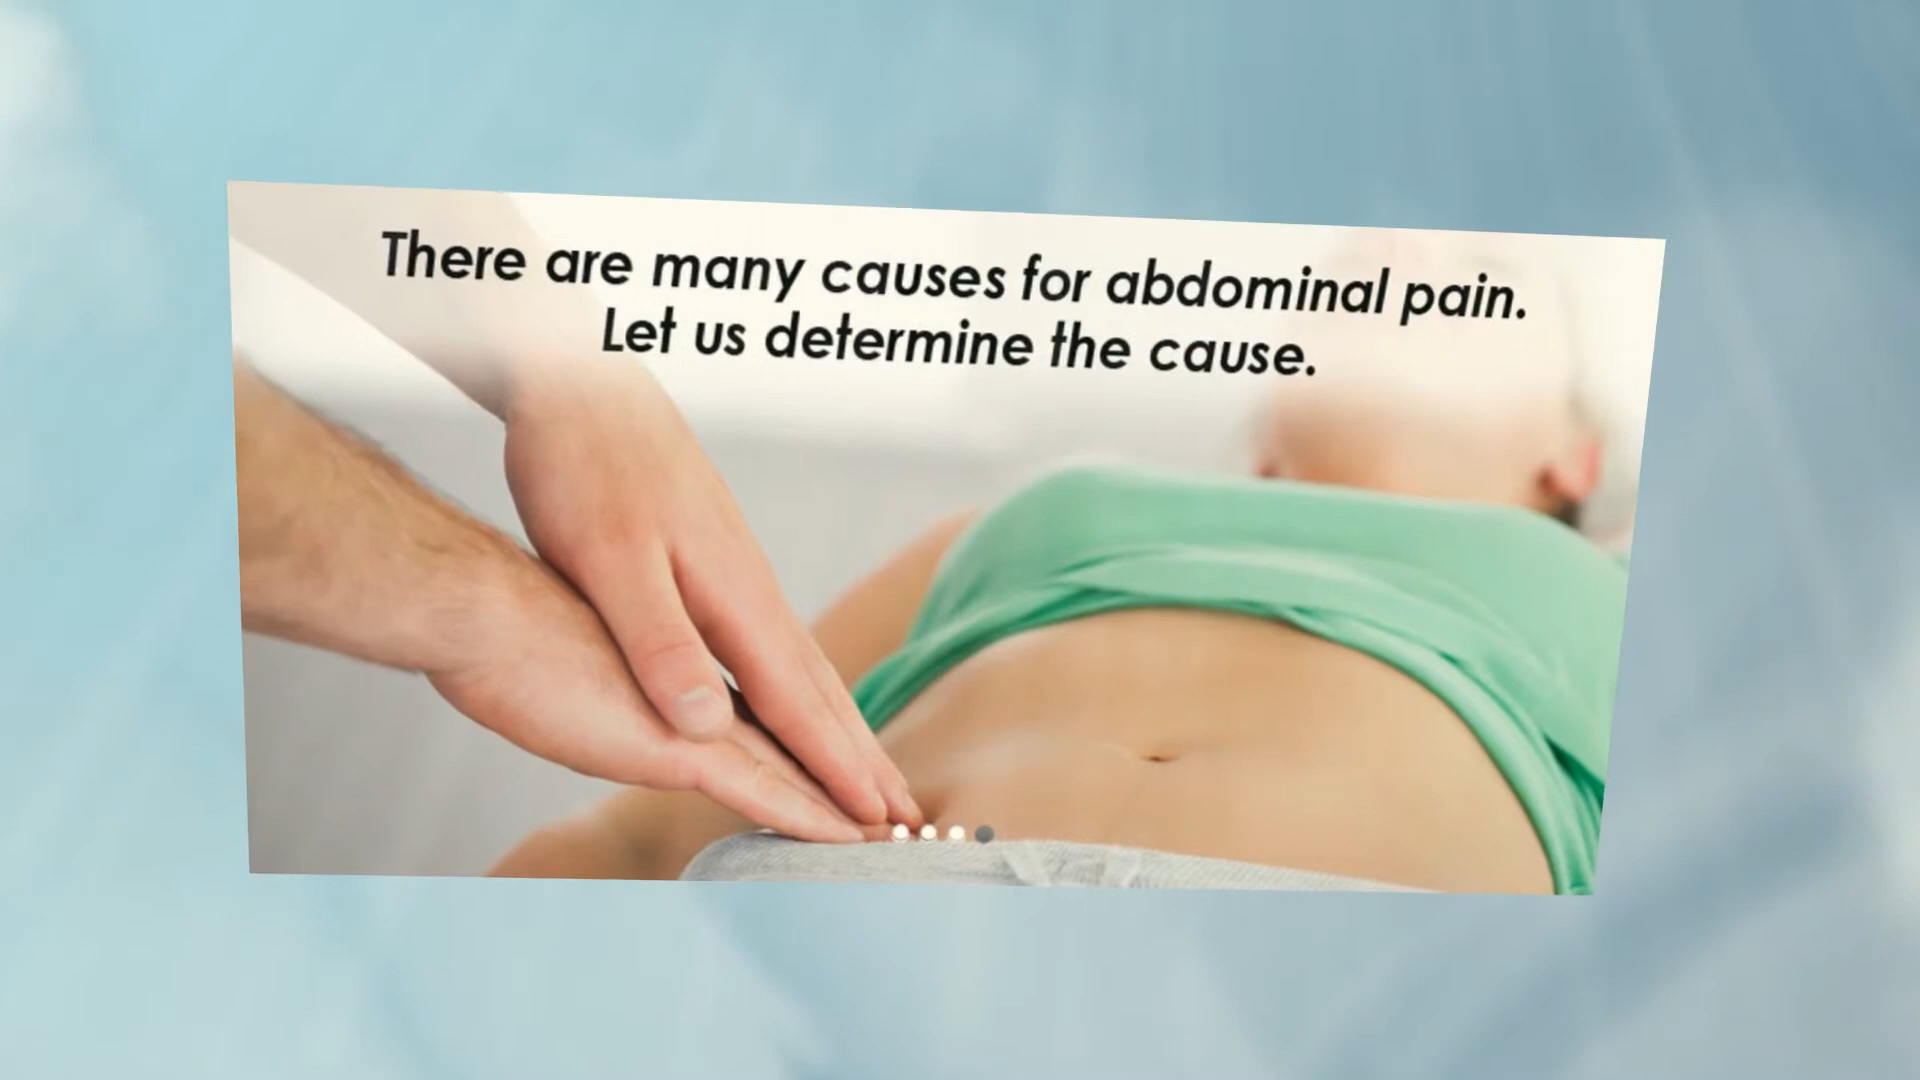 There are many causes for abdominal pain.
Let us determine the cause.